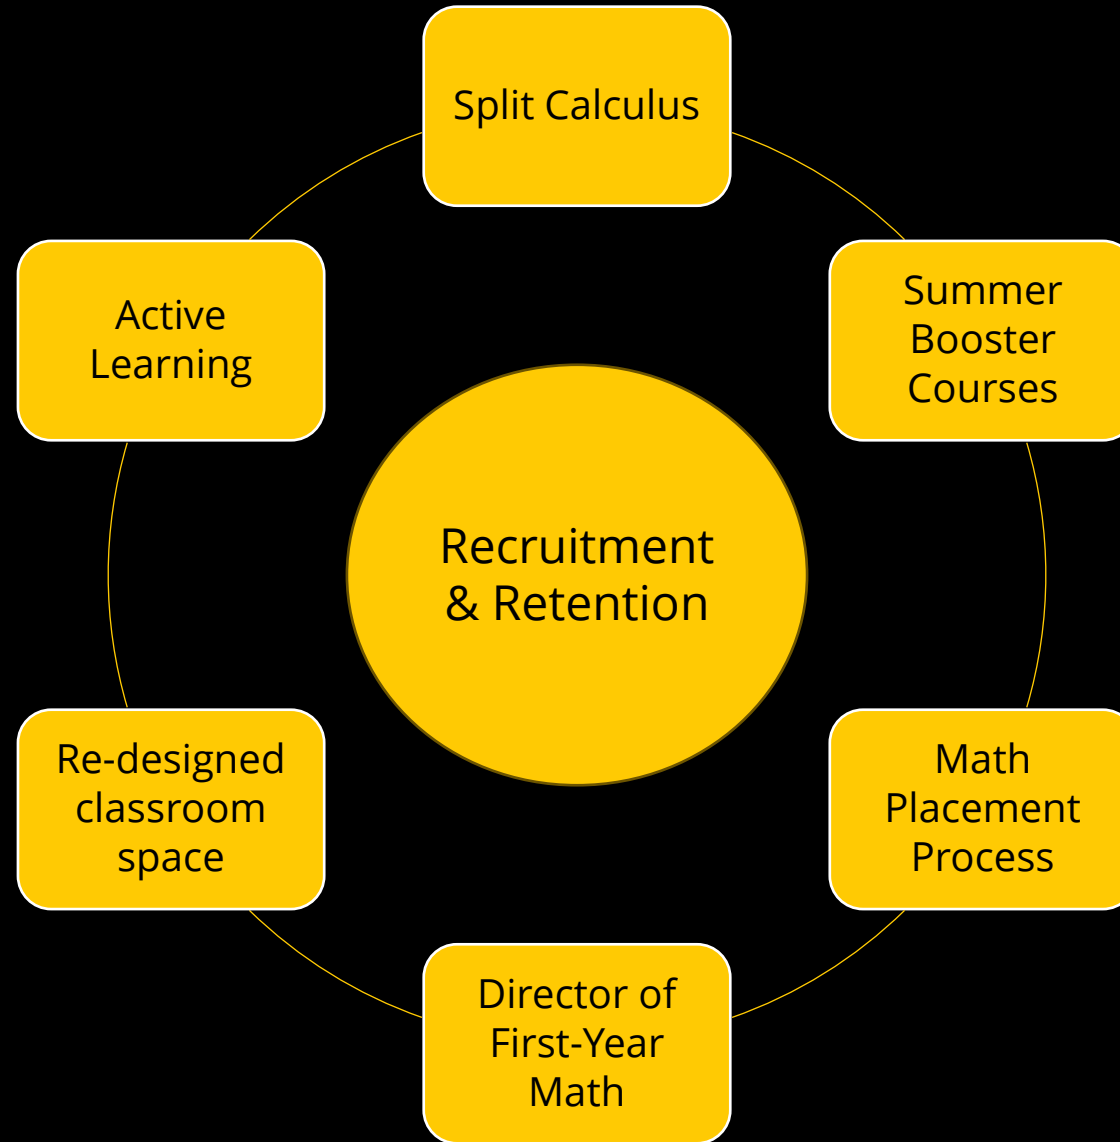 Split Calculus
Summer
Booster
Courses
Math
Placement
Process
Director of
First-Year
Math
Re-designed
classroom
space
Active
Learning
Recruitment
& Retention